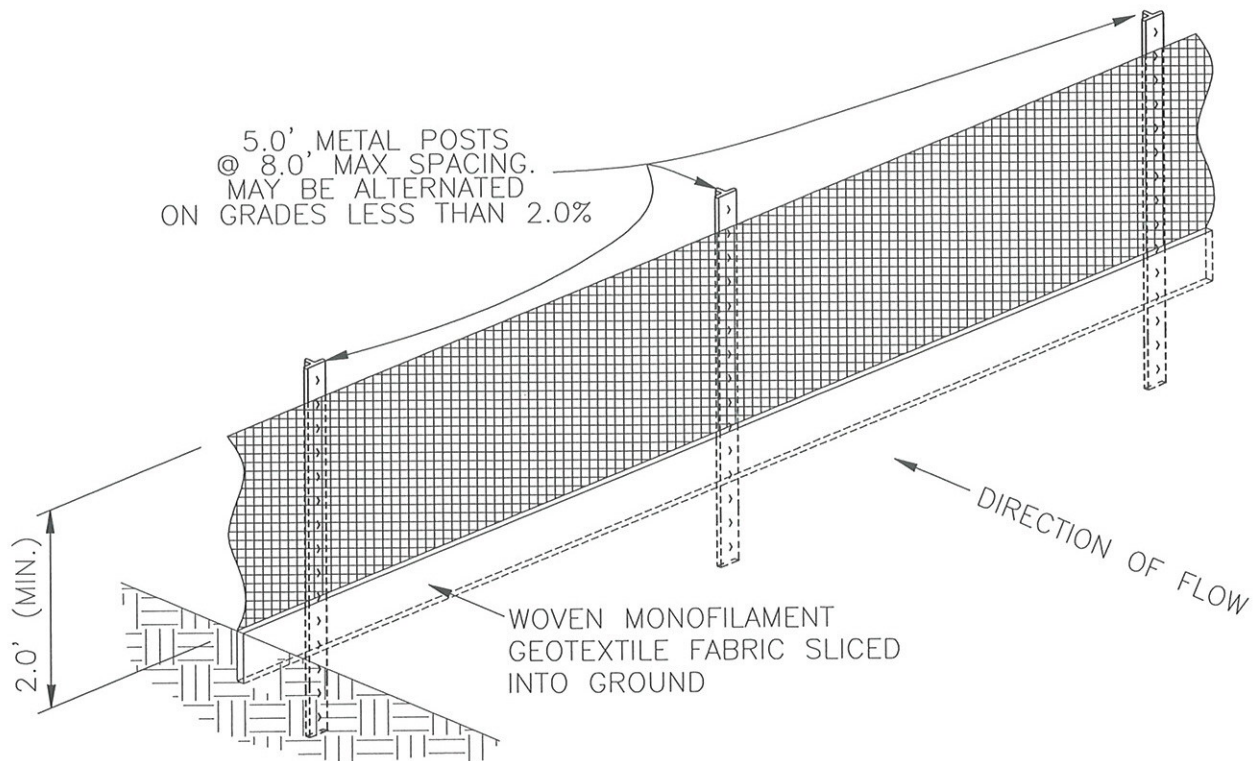 5.0' METAL POSTS
@ 8.0' MAX SPACING.
MAY BE ALTERNATED
ON GRADES LESS THAN 2.0%
2.0' (MIN.)
DIRECTION OF FLOW
WOVEN MONOFILAMENT
GEOTEXTILE FABRIC SLICED
INTO GROUND